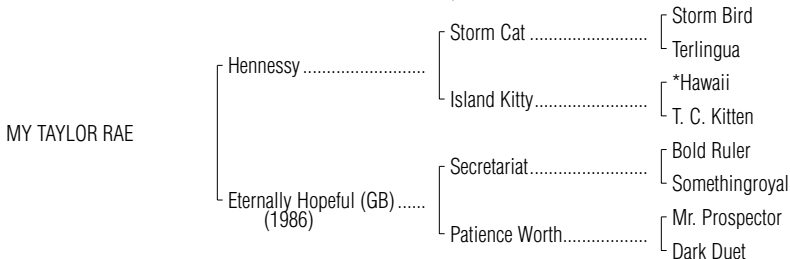 Storm Bird
Storm Cat ..........................
Terlingua
Hennessy ...........................
*Hawaii
Island Kitty.........................
T. C. Kitten
MY TAYLOR RAE
Bold Ruler
Secretariat..........................
Somethingroyal
Eternally Hopeful (GB) ......
(1986)
Mr. Prospector
Patience Worth...................
Dark Duet